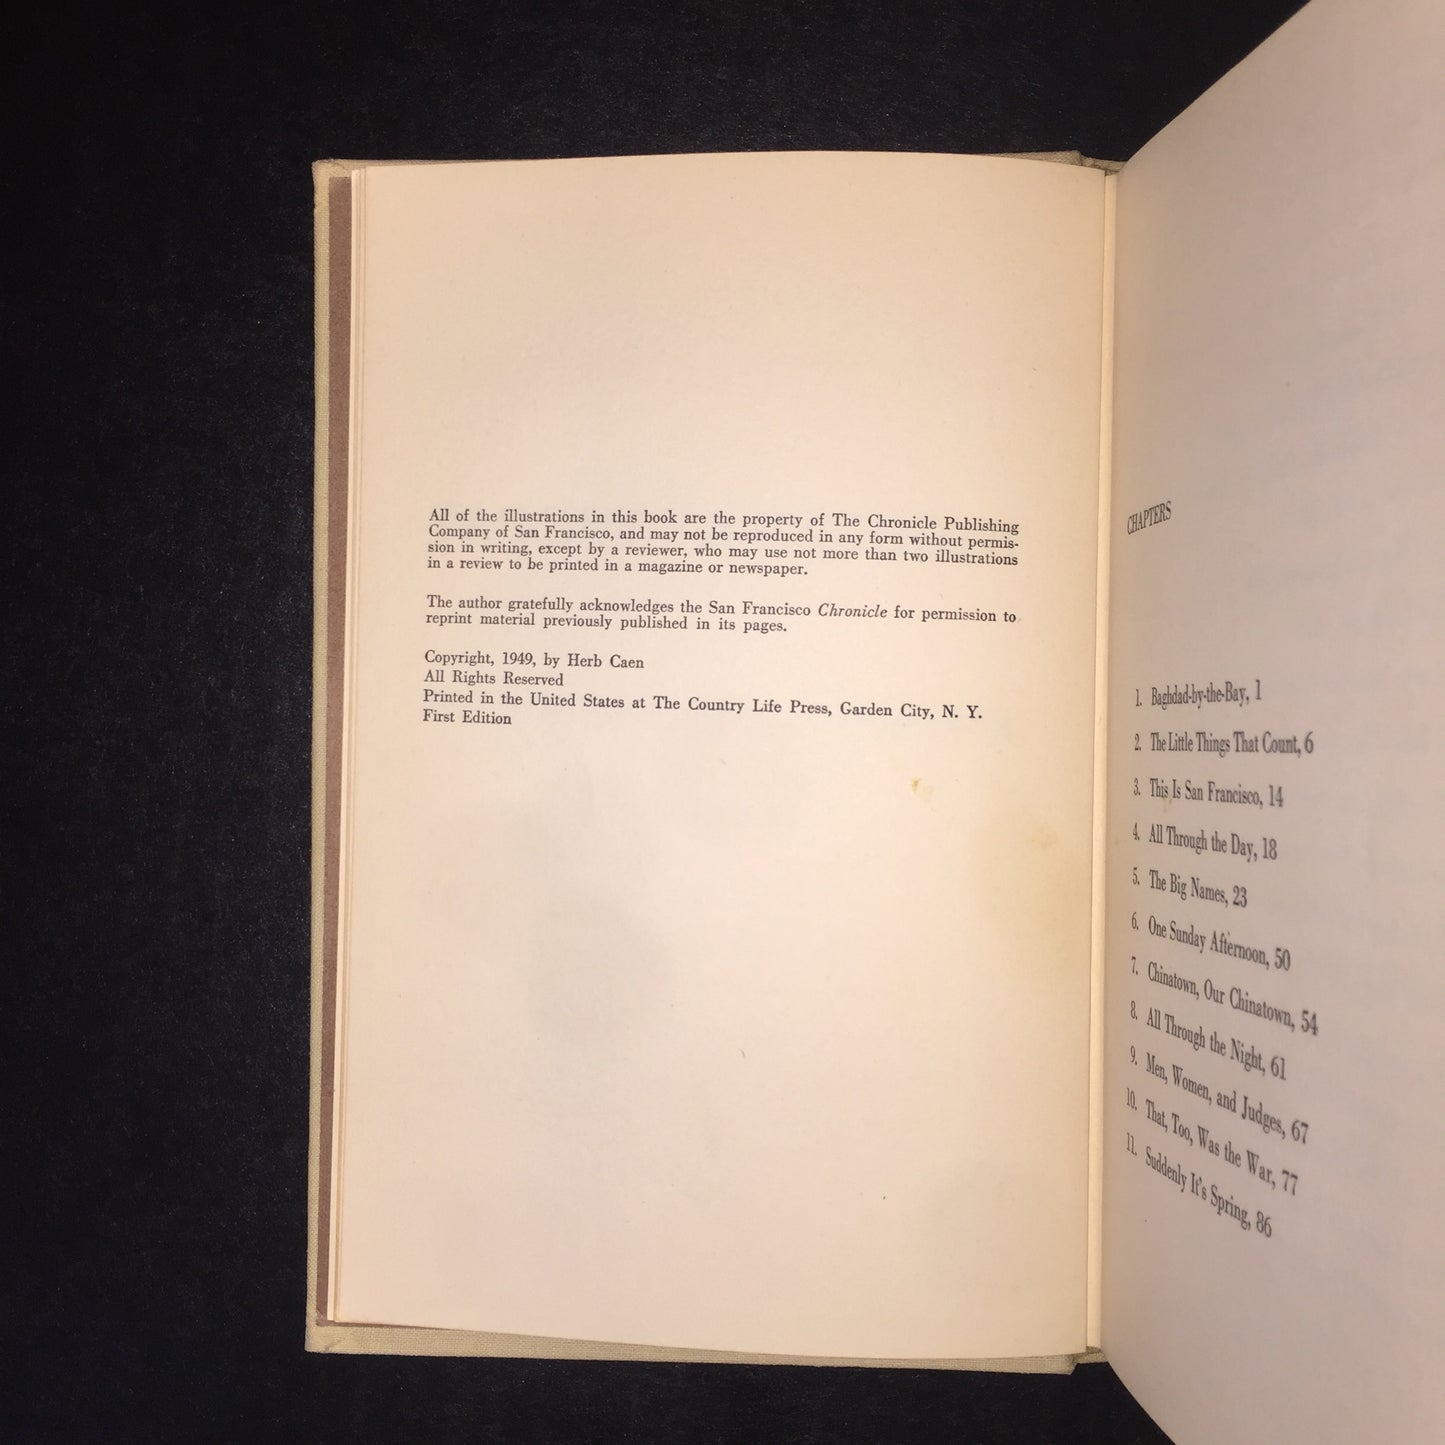 All of the illustrations in this book are the property of The Chronicle Publishing
Company of San Francisco, and may not be reproduced in any form without permis-
sion in writing, except by a reviewer, who may use not more than two illustrations
in a review to be printed in a magazine or newspaper.
The author gratefully acknowledges the San Francisco Chronicle for permission to
reprint material previously published in its pages.
Copyright, 1949, by Herb Caen
All Rights Reserved
Printed in the United States at The Country Life Press, Garden City, N. Y.
First Edition
CHAPTERS
1. Baghdad-by-the-Bay, 1
2. The Little Things That Count, 6
3. This Is San Francisco, 14
4. All Through the Day, 18
5. The Big Names, 23
6. One Sunday Afternoon, 50
7. Chinatown, Our Chinatown, 54
8. All Through the Night, 61
9. Men, Women, and Judges, 67
10. That, Too, Was the War, 77
11. Suddenly It's Spring, 86